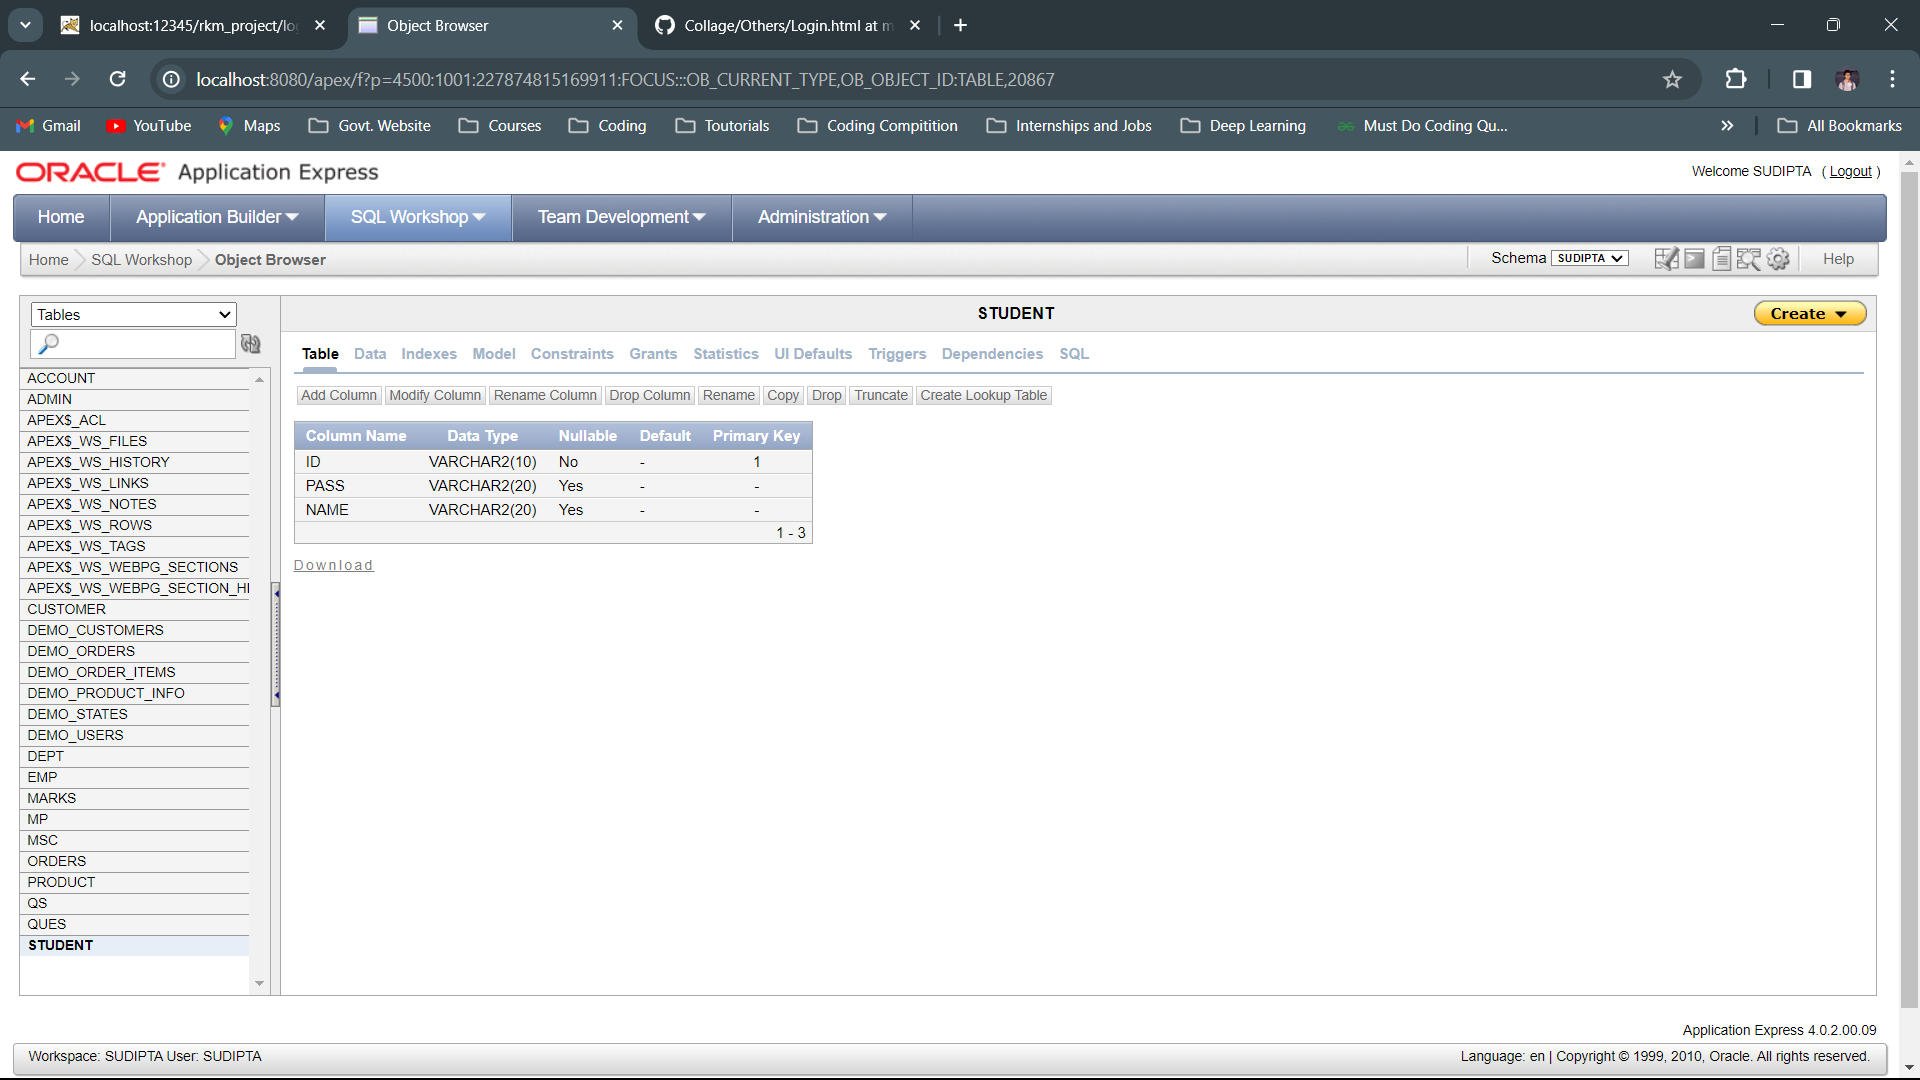 localhost:12345/rkm_project/lo
Object Browser
Collage/Others/Login.html at m
localhost:8080/apex/f?p=4500:1001:227874815169911:FOCUS:::OB_CURRENT_TYPE,OB_OBJECT_ID:TABLE,20867
Gmail YouTube Maps Govt. Website Courses Coding Toutorials Coding Compitition Internships and Jobs Deep Learning Must Do Coding Qu... All Bookmarks
ORACLE Application Express
Welcome SUDIPTA ( Logout )
Home Application Builder SQL Workshop Team Development Administration
Home SQL Workshop Object Browser
Schema SUDIPTA Help
Tables
ACCOUNT
ADMIN
APEX$_ACL
APEX$_WS_FILES
APEX$_WS_HISTORY
APEX$_WS_LINKS
APEX$_WS_NOTES
APEX$_WS_ROWS
APEX$_WS_TAGS
APEX$_WS_WEBPG_SECTIONS
APEX$_WS_WEBPG_SECTION_HI
CUSTOMER
DEMO_CUSTOMERS
DEMO_ORDERS
DEMO_ORDER_ITEMS
DEMO_PRODUCT_INFO
DEMO_STATES
DEMO_USERS
DEPT
EMP
MARKS
MP
MSC
ORDERS
PRODUCT
QS
QUES
STUDENT
STUDENT
Create
Table Data Indexes Model Constraints Grants Statistics UI Defaults Triggers Dependencies SQL
Add Column Modify Column Rename Column Drop Column Rename Copy Drop Truncate Create Lookup Table
Column Name Data Type Nullable Default Primary Key
ID VARCHAR2(10) No - 1
PASS VARCHAR2(20) Yes - -
NAME VARCHAR2(20) Yes - -
1 - 3
Download
Application Express 4.0.2.00.09
Workspace: SUDIPTA User: SUDIPTA
Language: en | Copyright © 1999, 2010, Oracle. All rights reserved.